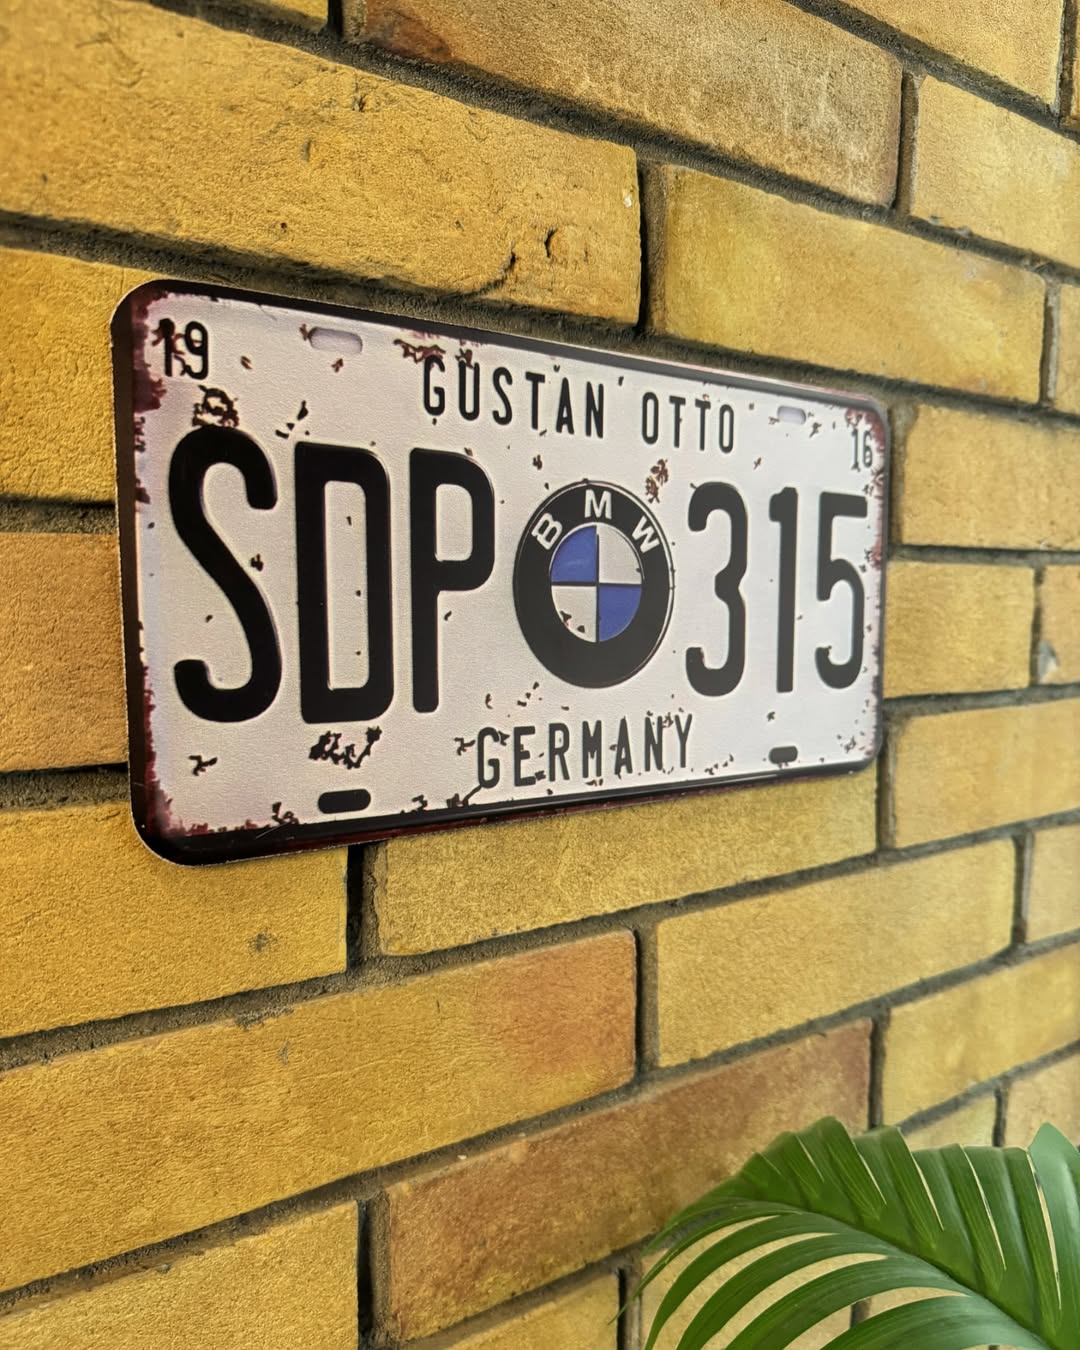 19
GUSTAN OTTO
16
SDP
BMW
315
GERMANY